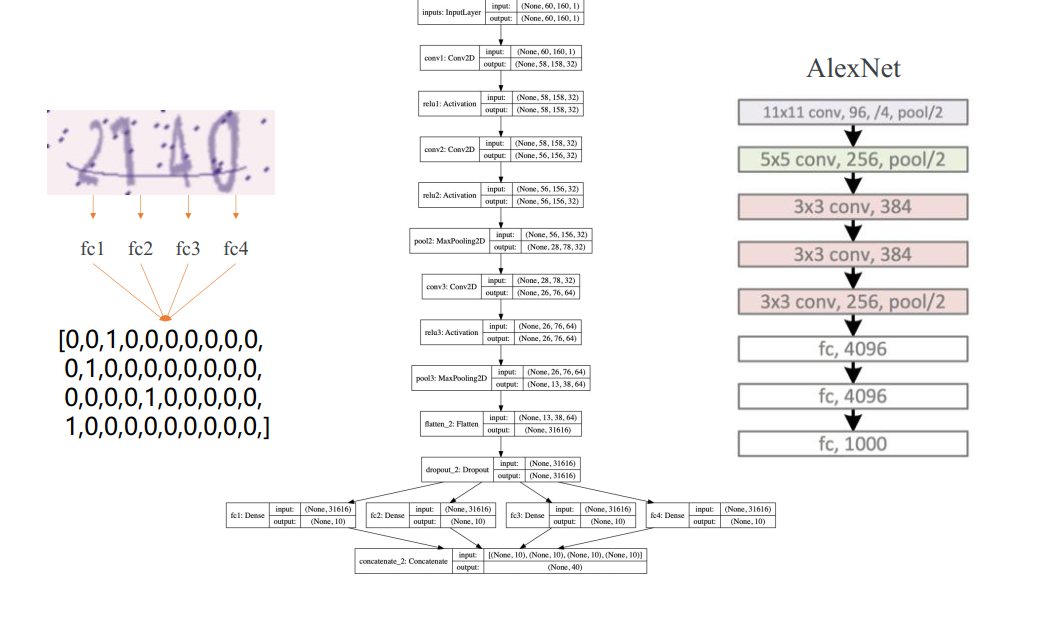 2140
fc1 fc2 fc3 fc4
[0,0,1,0,0,0,0,0,0,0,
0,1,0,0,0,0,0,0,0,0,
0,0,0,0,1,0,0,0,0,0,
1,0,0,0,0,0,0,0,0,0,]
inputs: InputLayer input: (None, 60, 160, 1)
output: (None, 60, 160, 1)
conv1: Conv2D input: (None, 60, 160, 1)
output: (None, 58, 158, 32)
relu1: Activation input: (None, 58, 158, 32)
output: (None, 58, 158, 32)
conv2: Conv2D input: (None, 58, 158, 32)
output: (None, 56, 156, 32)
relu2: Activation input: (None, 56, 156, 32)
output: (None, 56, 156, 32)
pool2: MaxPooling2D input: (None, 56, 156, 32)
output: (None, 28, 78, 32)
conv3: Conv2D input: (None, 28, 78, 32)
output: (None, 26, 76, 64)
relu3: Activation input: (None, 26, 76, 64)
output: (None, 26, 76, 64)
pool3: MaxPooling2D input: (None, 26, 76, 64)
output: (None, 13, 38, 64)
flatten_2: Flatten input: (None, 13, 38, 64)
output: (None, 31616)
dropout_2: Dropout input: (None, 31616)
output: (None, 31616)
fc1: Dense input: (None, 31616)
output: (None, 10)
fc2: Dense input: (None, 31616)
output: (None, 10)
fc3: Dense input: (None, 31616)
output: (None, 10)
fc4: Dense input: (None, 31616)
output: (None, 10)
concatenate_2: Concatenate input: [(None, 10), (None, 10), (None, 10), (None, 10)]
output: (None, 40)
AlexNet
11x11 conv, 96, /4, pool/2
5x5 conv, 256, pool/2
3x3 conv, 384
3x3 conv, 384
3x3 conv, 256, pool/2
fc, 4096
fc, 4096
fc, 1000